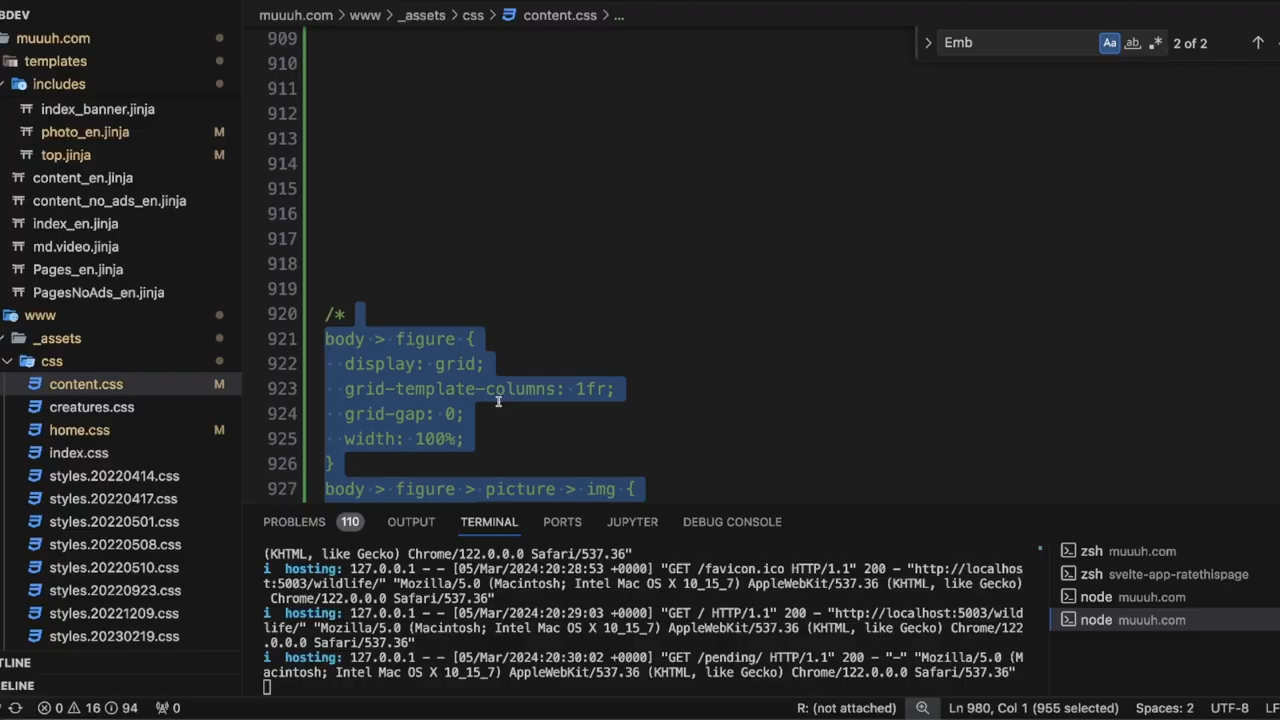 BDEV
muuuh.com
templates
includes
index_banner.jinja
photo_en.jinja M
top.jinja M
content_en.jinja
content_no_ads_en.jinja
index_en.jinja
md.video.jinja
Pages_en.jinja
PagesNoAds_en.jinja
www
_assets
css
content.css M
creatures.css
home.css M
index.css
styles.20220414.css
styles.20220417.css
styles.20220501.css
styles.20220508.css
styles.20220510.css
styles.20220923.css
styles.20221209.css
styles.20230219.css
TLINE
ELINE
muuuh.com > www > _assets > css > content.css > ...
Emb Aa ab 2 of 2
909
910
911
912
913
914
915
916
917
918
919
920 /*
921 body > figure {
922 display: grid;
923 grid-template-columns: 1fr;
924 grid-gap: 0;
925 width: 100%;
926 }
927 body > figure > picture > img {
PROBLEMS 110 OUTPUT TERMINAL PORTS JUPYTER DEBUG CONSOLE
(KHTML, like Gecko) Chrome/122.0.0.0 Safari/537.36"
i hosting: 127.0.0.1 - - [05/Mar/2024:20:28:53 +0000] "GET /favicon.ico HTTP/1.1" 200 - "http://localhos
t:5003/wildlife/" "Mozilla/5.0 (Macintosh; Intel Mac OS X 10_15_7) AppleWebKit/537.36 (KHTML, like Gecko)
Chrome/122.0.0.0 Safari/537.36"
i hosting: 127.0.0.1 - - [05/Mar/2024:20:29:03 +0000] "GET / HTTP/1.1" 200 - "http://localhost:5003/wild
life/" "Mozilla/5.0 (Macintosh; Intel Mac OS X 10_15_7) AppleWebKit/537.36 (KHTML, like Gecko) Chrome/122
.0.0.0 Safari/537.36"
i hosting: 127.0.0.1 - - [05/Mar/2024:20:30:02 +0000] "GET /pending/ HTTP/1.1" 200 - "-" "Mozilla/5.0 (M
acintosh; Intel Mac OS X 10_15_7) AppleWebKit/537.36 (KHTML, like Gecko) Chrome/122.0.0.0 Safari/537.36"
zsh muuuh.com
zsh svelte-app-ratethispage
node muuuh.com
node muuuh.com
0 16 94 0 R: (not attached) Ln 980, Col 1 (955 selected) Spaces: 2 UTF-8 LF